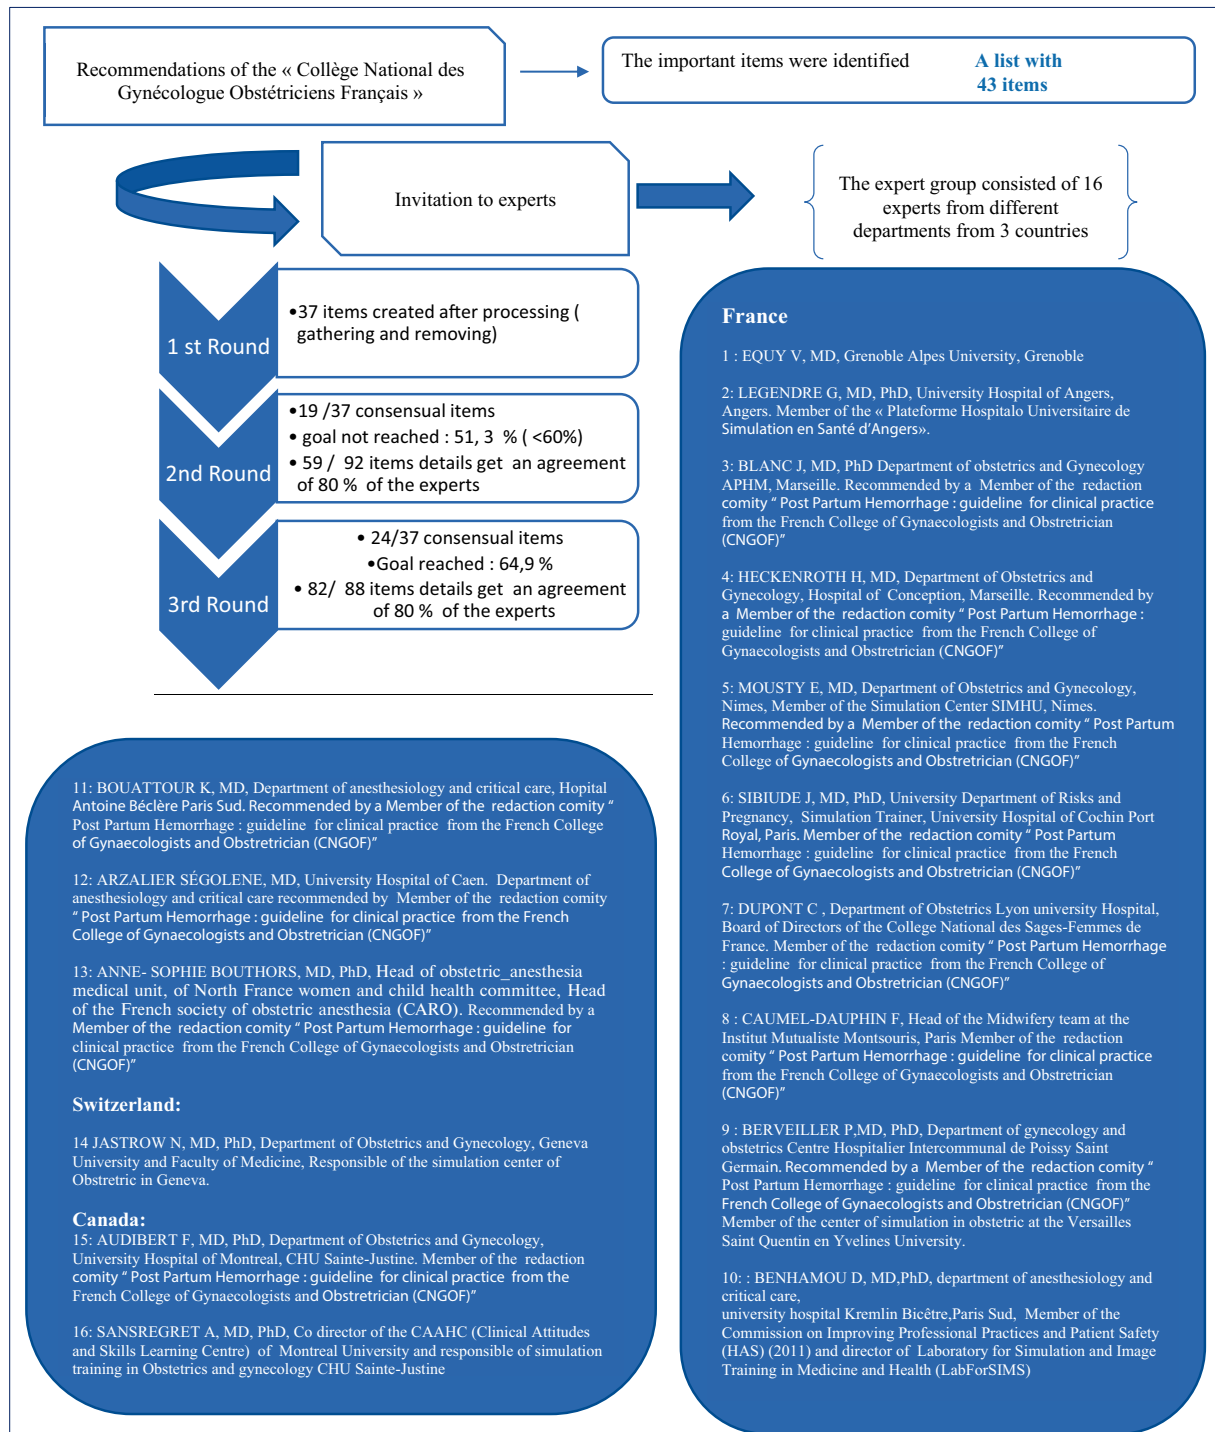 Recommendations of the « Collège National des
Gynécologue Obstétriciens Français »
The important items were identified
A list with
43 items
Invitation to experts
The expert group consisted of 16
experts from different
departments from 3 countries
1 st Round
•37 items created after processing (
gathering and removing)
2nd Round
•19 /37 consensual items
• goal not reached : 51, 3 % ( <60%)
• 59 / 92 items details get an agreement
of 80 % of the experts
3rd Round
• 24/37 consensual items
•Goal reached : 64,9 %
• 82/ 88 items details get an agreement
of 80 % of the experts
France
1 : EQUY V, MD, Grenoble Alpes University, Grenoble
2: LEGENDRE G, MD, PhD, University Hospital of Angers,
Angers. Member of the « Plateforme Hospitalo Universitaire de
Simulation en Santé d'Angers».
3: BLANC J, MD, PhD Department of obstetrics and Gynecology
APHM, Marseille. Recommended by a Member of the redaction
comity “ Post Partum Hemorrhage : guideline for clinical practice
from the French College of Gynaecologists and Obstretrician
(CNGOF)”
4: HECKENROTH H, MD, Department of Obstetrics and
Gynecology, Hospital of Conception, Marseille. Recommended by
a Member of the redaction comity “ Post Partum Hemorrhage :
guideline for clinical practice from the French College of
Gynaecologists and Obstretrician (CNGOF)”
5: MOUSTY E, MD, Department of Obstetrics and Gynecology,
Nimes, Member of the Simulation Center SIMHU, Nimes.
Recommended by a Member of the redaction comity “ Post Partum
Hemorrhage : guideline for clinical practice from the French
College of Gynaecologists and Obstretrician (CNGOF)”
6: SIBIUDE J, MD, PhD, University Department of Risks and
Pregnancy, Simulation Trainer, University Hospital of Cochin Port
Royal, Paris. Member of the redaction comity “ Post Partum
Hemorrhage : guideline for clinical practice from the French
College of Gynaecologists and Obstretrician (CNGOF)”
7: DUPONT C , Department of Obstetrics Lyon university Hospital,
Board of Directors of the College National des Sages-Femmes de
France. Member of the redaction comity “ Post Partum Hemorrhage
: guideline for clinical practice from the French College of
Gynaecologists and Obstretrician (CNGOF)”
8 : CAUMEL-DAUPHIN F, Head of the Midwifery team at the
Institut Mutualiste Montsouris, Paris Member of the redaction
comity “ Post Partum Hemorrhage : guideline for clinical practice
from the French College of Gynaecologists and Obstretrician
(CNGOF)”
9 : BERVEILLER P,MD, PhD, Department of gynecology and
obstetrics Centre Hospitalier Intercommunal de Poissy Saint
Germain. Recommended by a Member of the redaction comity “
Post Partum Hemorrhage : guideline for clinical practice from the
French College of Gynaecologists and Obstretrician (CNGOF)”
Member of the center of simulation in obstetric at the Versailles
Saint Quentin en Yvelines University.
10: : BENHAMOU D, MD,PhD, department of anesthesiology and
critical care,
university hospital Kremlin Bicêtre,Paris Sud, Member of the
Commission on Improving Professional Practices and Patient Safety
(HAS) (2011) and director of Laboratory for Simulation and Image
Training in Medicine and Health (LabForSIMS)
11: BOUATTOUR K, MD, Department of anesthesiology and critical care, Hopital
Antoine Béclère Paris Sud. Recommended by a Member of the redaction comity “
Post Partum Hemorrhage : guideline for clinical practice from the French College
of Gynaecologists and Obstretrician (CNGOF)”
12: ARZALIER SÉGOLENE, MD, University Hospital of Caen. Department of
anesthesiology and critical care recommended by Member of the redaction comity
“ Post Partum Hemorrhage : guideline for clinical practice from the French
College of Gynaecologists and Obstretrician (CNGOF)”
13: ANNE- SOPHIE BOUTHORS, MD, PhD, Head of obstetric_anesthesia
medical unit, of North France women and child health committee, Head
of the French society of obstetric anesthesia (CARO). Recommended by a
Member of the redaction comity “ Post Partum Hemorrhage : guideline for
clinical practice from the French College of Gynaecologists and Obstretrician
(CNGOF)”
Switzerland:
14 JASTROW N, MD, PhD, Department of Obstetrics and Gynecology, Geneva
University and Faculty of Medicine, Responsible of the simulation center of
Obstretric in Geneva.
Canada:
15: AUDIBERT F, MD, PhD, Department of Obstetrics and Gynecology,
University Hospital of Montreal, CHU Sainte-Justine. Member of the redaction
comity “ Post Partum Hemorrhage : guideline for clinical practice from the
French College of Gynaecologists and Obstretrician (CNGOF)”
16: SANSREGRET A, MD, PhD, Co director of the CAAHC (Clinical Attitudes
and Skills Learning Centre) of Montreal University and responsible of simulation
training in Obstetrics and gynecology CHU Sainte-Justine